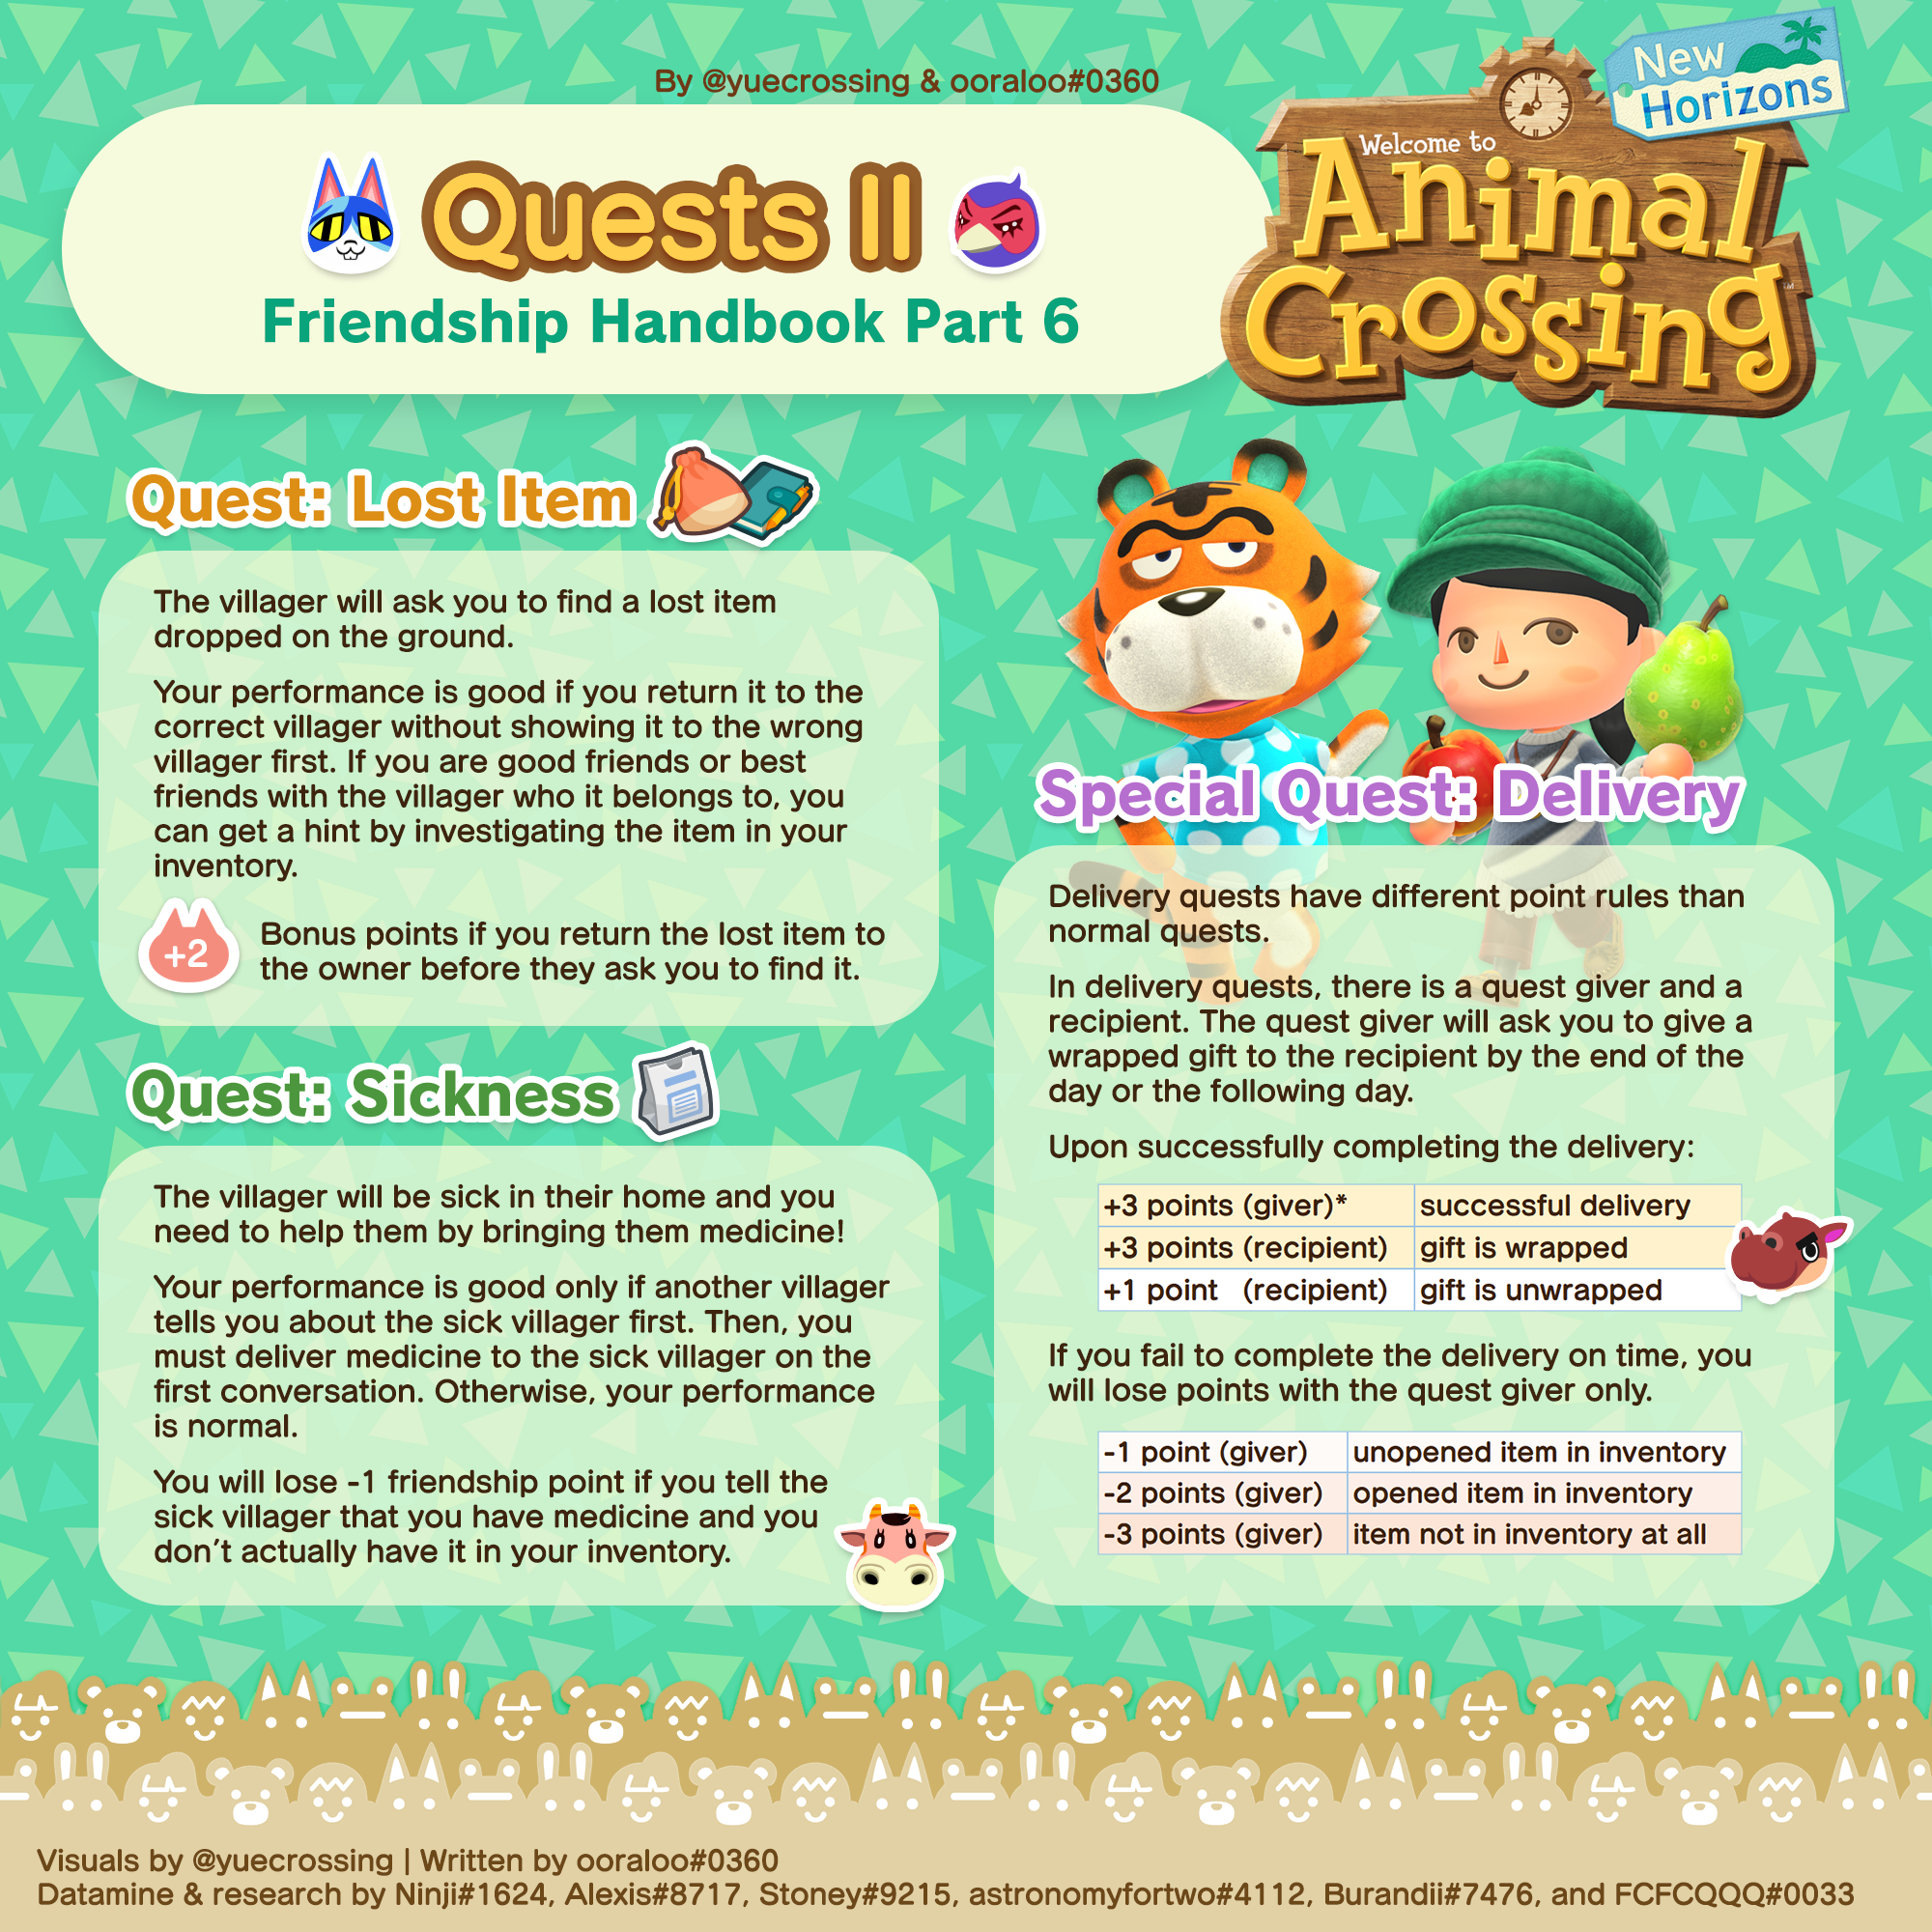 By @yuecrossing & ooraloo#0360
Quests II
Friendship Handbook Part 6
New
Horizons
Welcome to
Animal
Crossing
™
Quest: Lost Item
The villager will ask you to find a lost item
dropped on the ground.
Your performance is good if you return it to the
correct villager without showing it to the wrong
villager first. If you are good friends or best
friends with the villager who it belongs to, you
can get a hint by investigating the item in your
inventory.
+2
Bonus points if you return the lost item to
the owner before they ask you to find it.
Quest: Sickness
The villager will be sick in their home and you
need to help them by bringing them medicine!
Your performance is good only if another villager
tells you about the sick villager first. Then, you
must deliver medicine to the sick villager on the
first conversation. Otherwise, your performance
is normal.
You will lose -1 friendship point if you tell the
sick villager that you have medicine and you
don’t actually have it in your inventory.
Special Quest: Delivery
Delivery quests have different point rules than
normal quests.
In delivery quests, there is a quest giver and a
recipient. The quest giver will ask you to give a
wrapped gift to the recipient by the end of the
day or the following day.
Upon successfully completing the delivery:
+3 points (giver)* successful delivery
+3 points (recipient) gift is wrapped
+1 point (recipient) gift is unwrapped
If you fail to complete the delivery on time, you
will lose points with the quest giver only.
-1 point (giver) unopened item in inventory
-2 points (giver) opened item in inventory
-3 points (giver) item not in inventory at all
Visuals by @yuecrossing | Written by ooraloo#0360
Datamine & research by Ninji#1624, Alexis#8717, Stoney#9215, astronomyfortwo#4112, Burandii#7476, and FCFCQQQ#0033